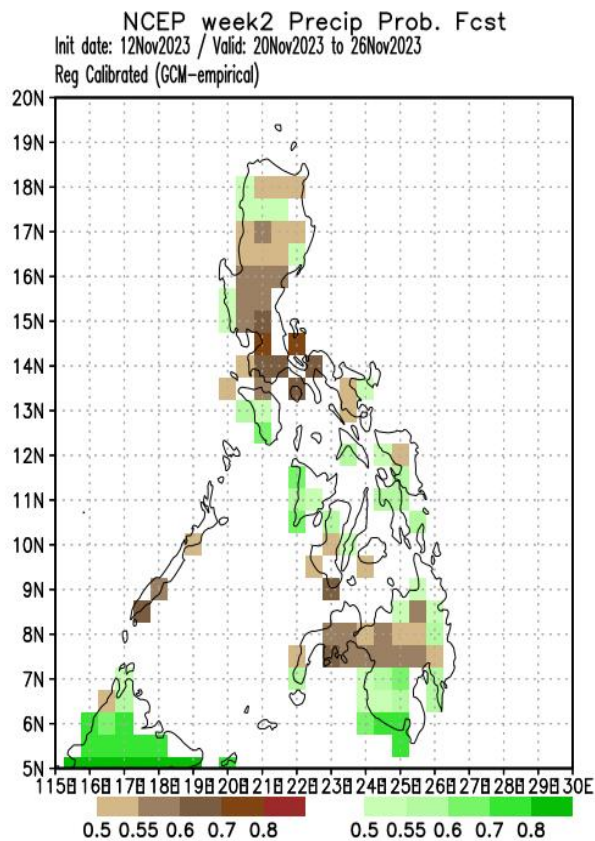 NCEP week2 Precip Prob. Fcst
Init date: 12Nov2023 / Valid: 20Nov2023 to 26Nov2023
Reg Calibrated (GCM-empirical)
20N
19N
18N
17N
16N
15N
14N
13N
12N
11N
10N
9N
8N
7N
6N
5N
115E 116E 117E 118E 119E 120E 121E 122E 123E 124E 125E 126E 127E 128E 129E 130E
0.5 0.55 0.6 0.7 0.8 0.5 0.55 0.6 0.7 0.8